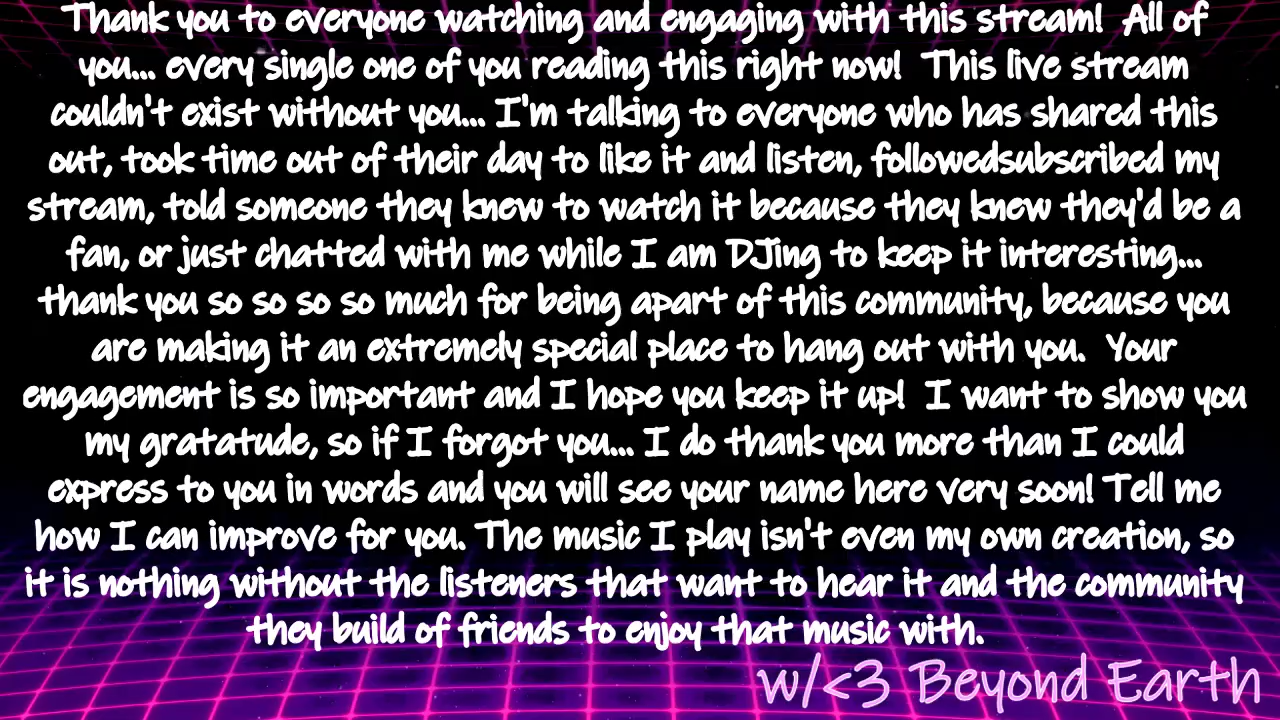 Thank you to everyone watching and engaging with this stream!  All of
you... every single one of you reading this right now!  This live stream
couldn't exist without you... I'm talking to everyone who has shared this
out, took time out of their day to like it and listen, followedsubscribed my
stream, told someone they knew to watch it because they knew they'd be a
fan, or just chatted with me while I am DJing to keep it interesting...
thank you so so so so much for being apart of this community, because you
are making it an extremely special place to hang out with you.  Your
engagement is so important and I hope you keep it up!  I want to show you
my gratatude, so if I forgot you... I do thank you more than I could
express to you in words and you will see your name here very soon! Tell me
how I can improve for you. The music I play isn't even my own creation, so
it is nothing without the listeners that want to hear it and the community
they build of friends to enjoy that music with.
w/<3 Beyond Earth